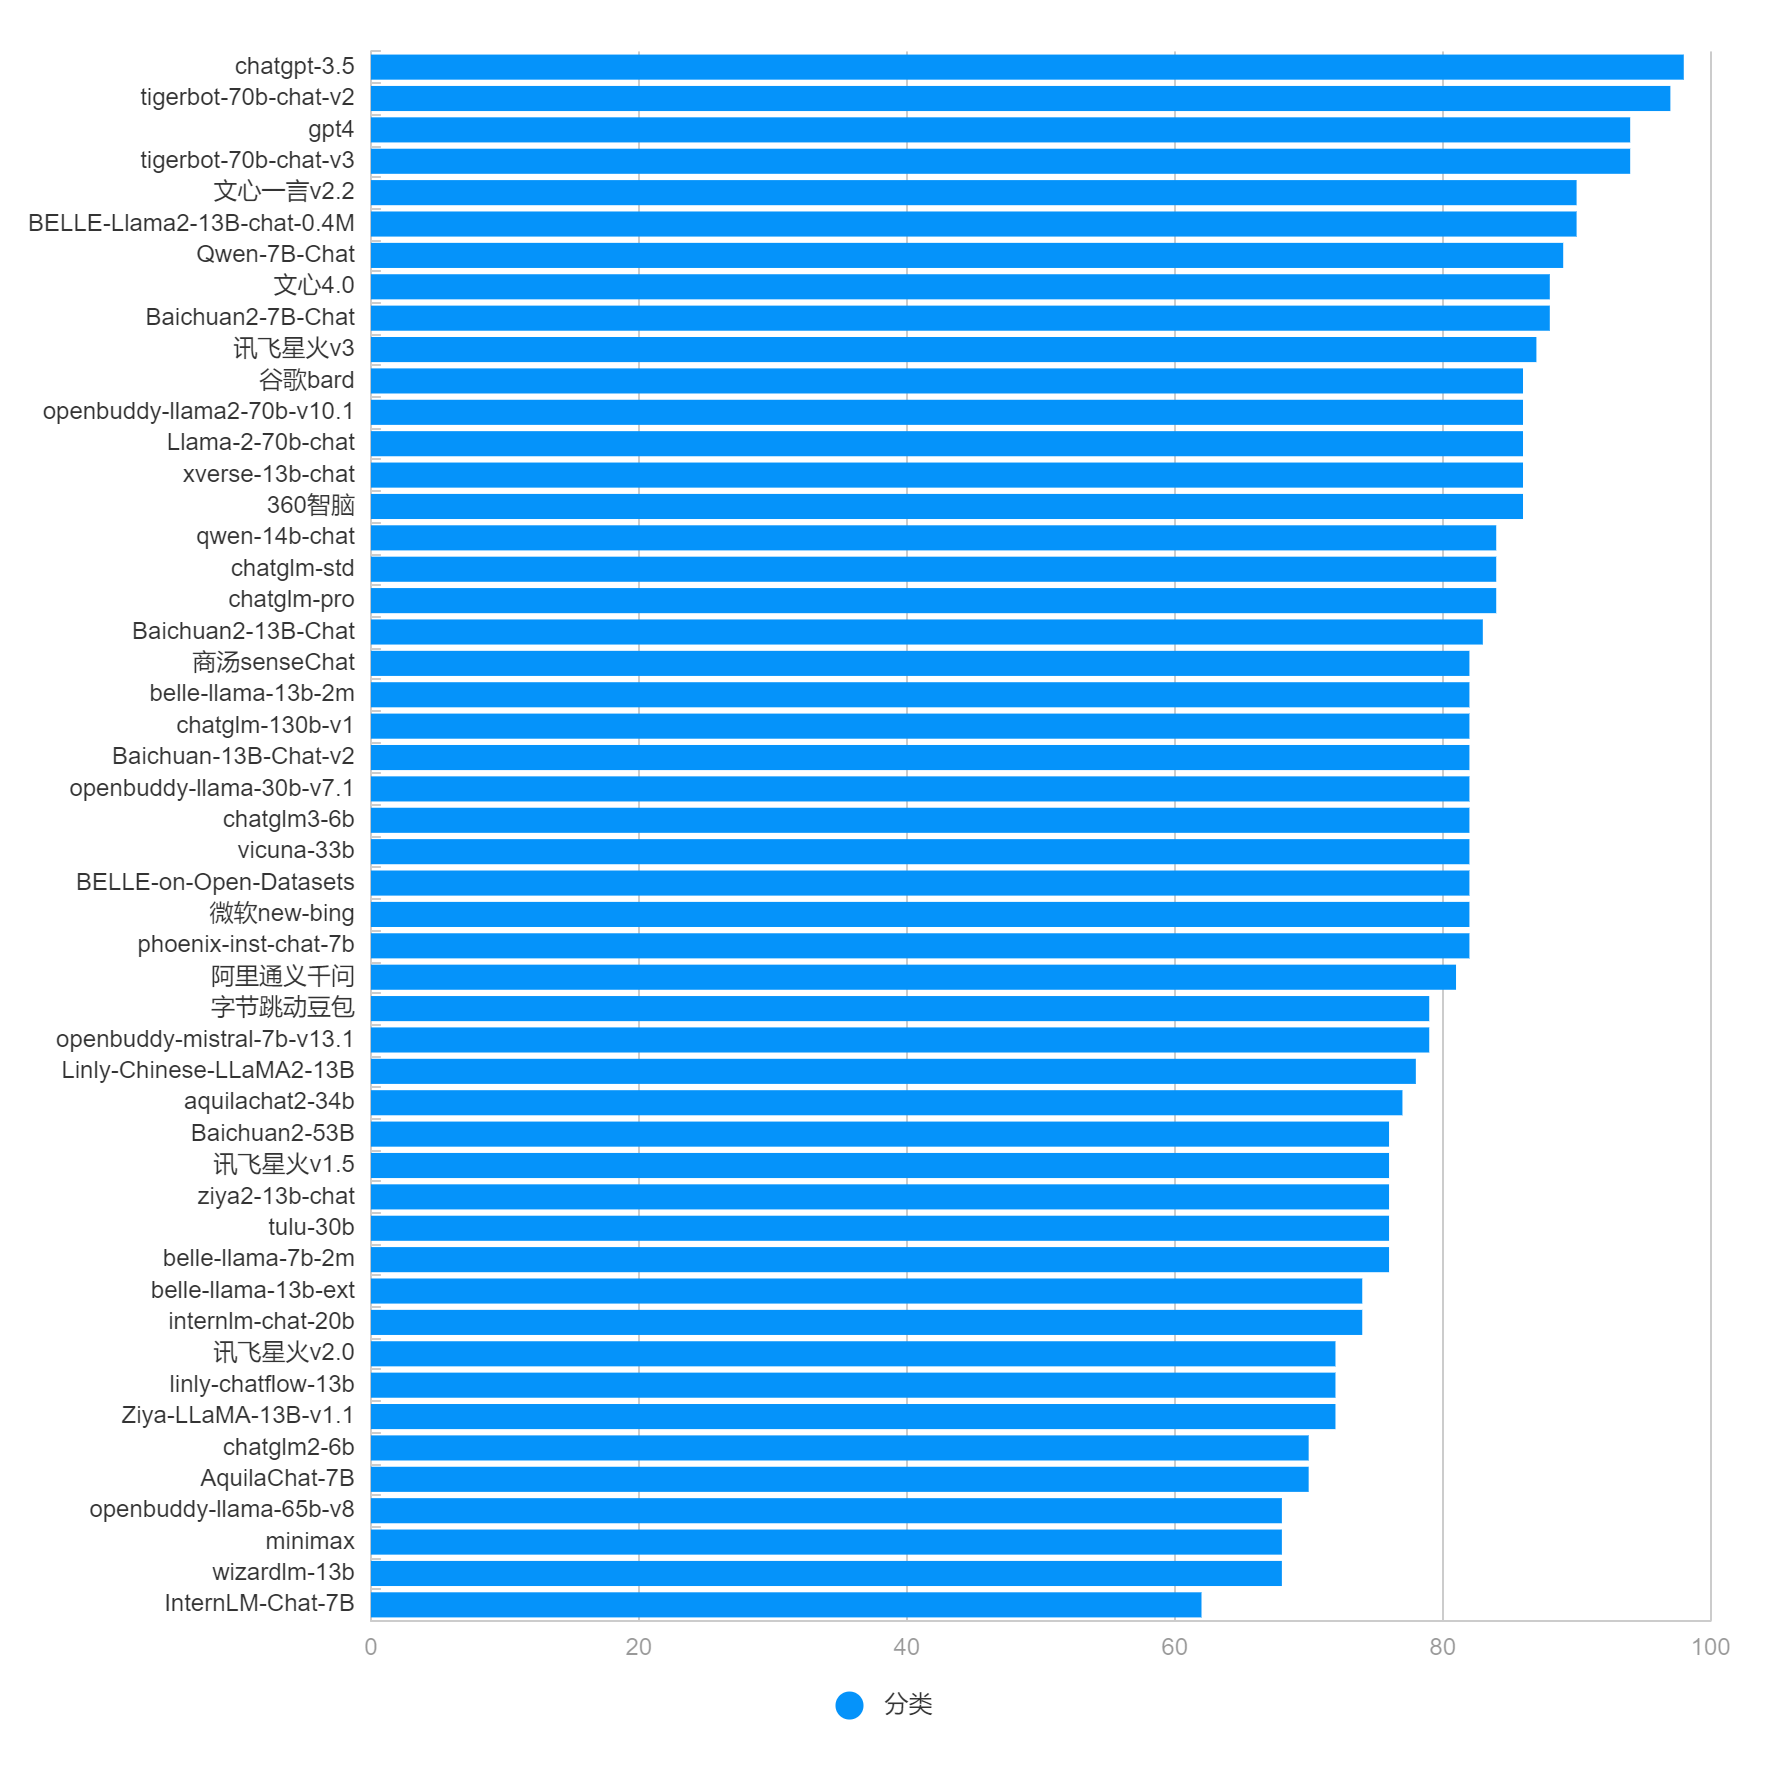 chatgpt-3.5
tigerbot-70b-chat-v2
gpt4
tigerbot-70b-chat-v3
文心一言v2.2
BELLE-Llama2-13B-chat-0.4M
Qwen-7B-Chat
文心4.0
Baichuan2-7B-Chat
讯飞星火v3
谷歌bard
openbuddy-llama2-70b-v10.1
Llama-2-70b-chat
xverse-13b-chat
360智脑
qwen-14b-chat
chatglm-std
chatglm-pro
Baichuan2-13B-Chat
商汤senseChat
belle-llama-13b-2m
chatglm-130b-v1
Baichuan-13B-Chat-v2
openbuddy-llama-30b-v7.1
chatglm3-6b
vicuna-33b
BELLE-on-Open-Datasets
微软new-bing
phoenix-inst-chat-7b
阿里通义千问
字节跳动豆包
openbuddy-mistral-7b-v13.1
Linly-Chinese-LLaMA2-13B
aquilachat2-34b
Baichuan2-53B
讯飞星火v1.5
ziya2-13b-chat
tulu-30b
belle-llama-7b-2m
belle-llama-13b-ext
internlm-chat-20b
讯飞星火v2.0
linly-chatflow-13b
Ziya-LLaMA-13B-v1.1
chatglm2-6b
AquilaChat-7B
openbuddy-llama-65b-v8
minimax
wizardlm-13b
InternLM-Chat-7B
0 20 40 60 80 100
分类